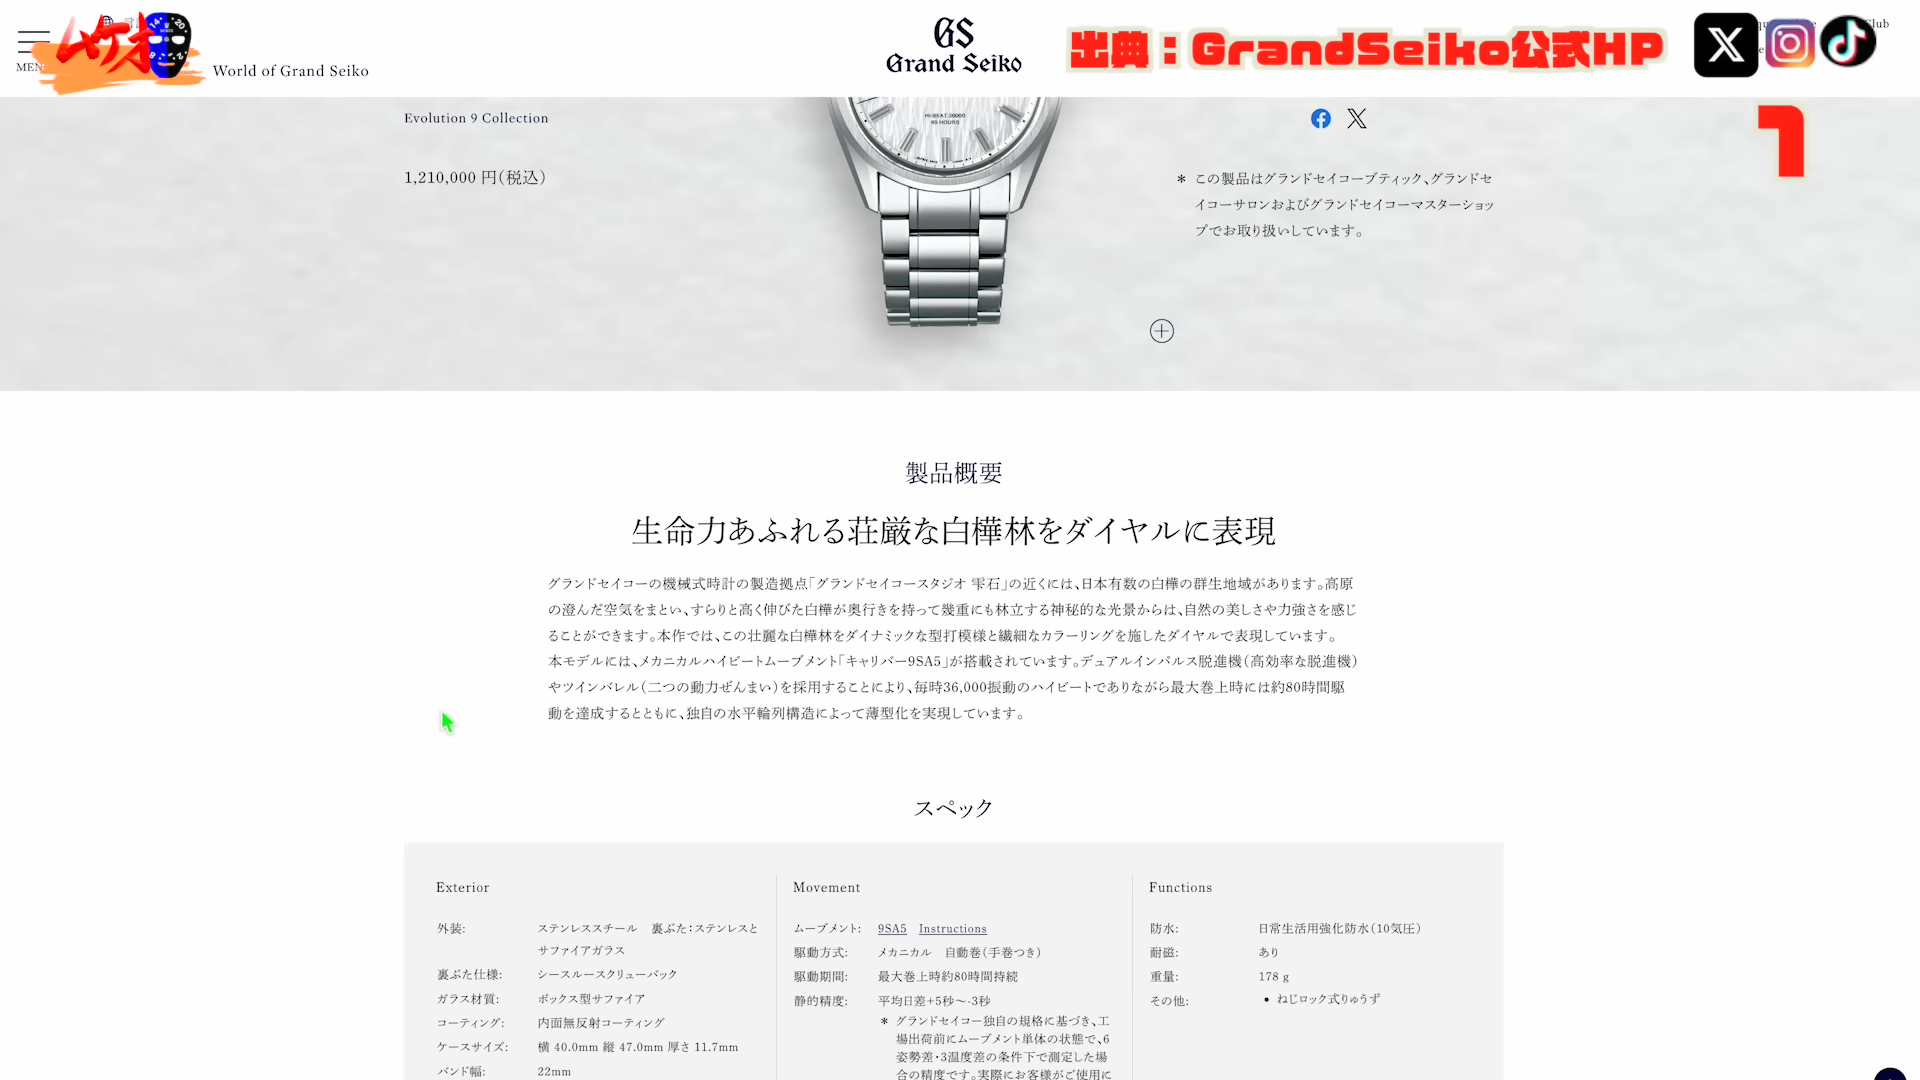 World of Grand Seiko
GS
Grand Seiko
出典：GrandSeiko公式HP
Evolution 9 Collection
1,210,000 円（税込）
HI-BEAT 36000
80 HOURS
1
＊ この製品はグランドセイコーブティック、グランドセ
イコーサロンおよびグランドセイコーマスターショッ
プでお取り扱いしています。
製品概要
生命力あふれる荘厳な白樺林をダイヤルに表現
グランドセイコーの機械式時計の製造拠点「グランドセイコースタジオ 雫石」の近くには、日本有数の白樺の群生地域があります。高原
の澄んだ空気をまとい、すらりと高く伸びた白樺が奥行きを持って幾重にも林立する神秘的な光景からは、自然の美しさや力強さを感じ
ることができます。本作では、この壮麗な白樺林をダイナミックな型打模様と繊細なカラーリングを施したダイヤルで表現しています。
本モデルには、メカニカルハイビートムーブメント「キャリバー9SA5」が搭載されています。デュアルインパルス脱進機（高効率な脱進機）
やツインバレル（二つの動力ぜんまい）を採用することにより、毎時36,000振動のハイビートでありながら最大巻上時には約80時間駆
動を達成するとともに、独自の水平輪列構造によって薄型化を実現しています。
スペック
Exterior
外装: ステンレススチール 裏ぶた：ステンレスと
サファイアガラス
裏ぶた仕様: シースルースクリューバック
ガラス材質: ボックス型サファイア
コーティング: 内面無反射コーティング
ケースサイズ: 横 40.0mm 縦 47.0mm 厚さ 11.7mm
バンド幅: 22mm
Movement
ムーブメント: 9SA5 Instructions
駆動方式: メカニカル 自動巻（手巻つき）
駆動期間: 最大巻上時約80時間持続
静的精度: 平均日差+5秒〜-3秒
＊ グランドセイコー独自の規格に基づき、工
場出荷前にムーブメント単体の状態で、6
姿勢差・3温度差の条件下で測定した場
合の精度です。実際にお客様がご使用に
Functions
防水: 日常生活用強化防水（10気圧）
耐磁: あり
重量: 178 g
その他: • ねじロック式りゅうず